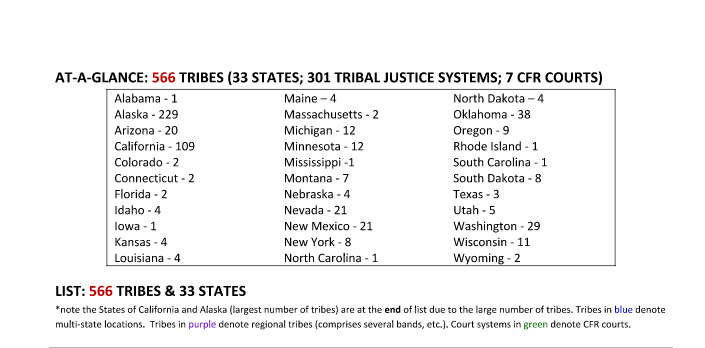 AT-A-GLANCE: 566 TRIBES (33 STATES; 301 TRIBAL JUSTICE SYSTEMS; 7 CFR COURTS)
Alabama - 1 Maine – 4 North Dakota – 4
Alaska - 229 Massachusetts - 2 Oklahoma - 38
Arizona - 20 Michigan - 12 Oregon - 9
California - 109 Minnesota - 12 Rhode Island - 1
Colorado - 2 Mississippi -1 South Carolina - 1
Connecticut - 2 Montana - 7 South Dakota - 8
Florida - 2 Nebraska - 4 Texas - 3
Idaho - 4 Nevada - 21 Utah - 5
Iowa - 1 New Mexico - 21 Washington - 29
Kansas - 4 New York - 8 Wisconsin - 11
Louisiana - 4 North Carolina - 1 Wyoming - 2
LIST: 566 TRIBES & 33 STATES
*note the States of California and Alaska (largest number of tribes) are at the end of list due to the large number of tribes. Tribes in blue denote
multi-state locations.  Tribes in purple denote regional tribes (comprises several bands, etc.). Court systems in green denote CFR courts.